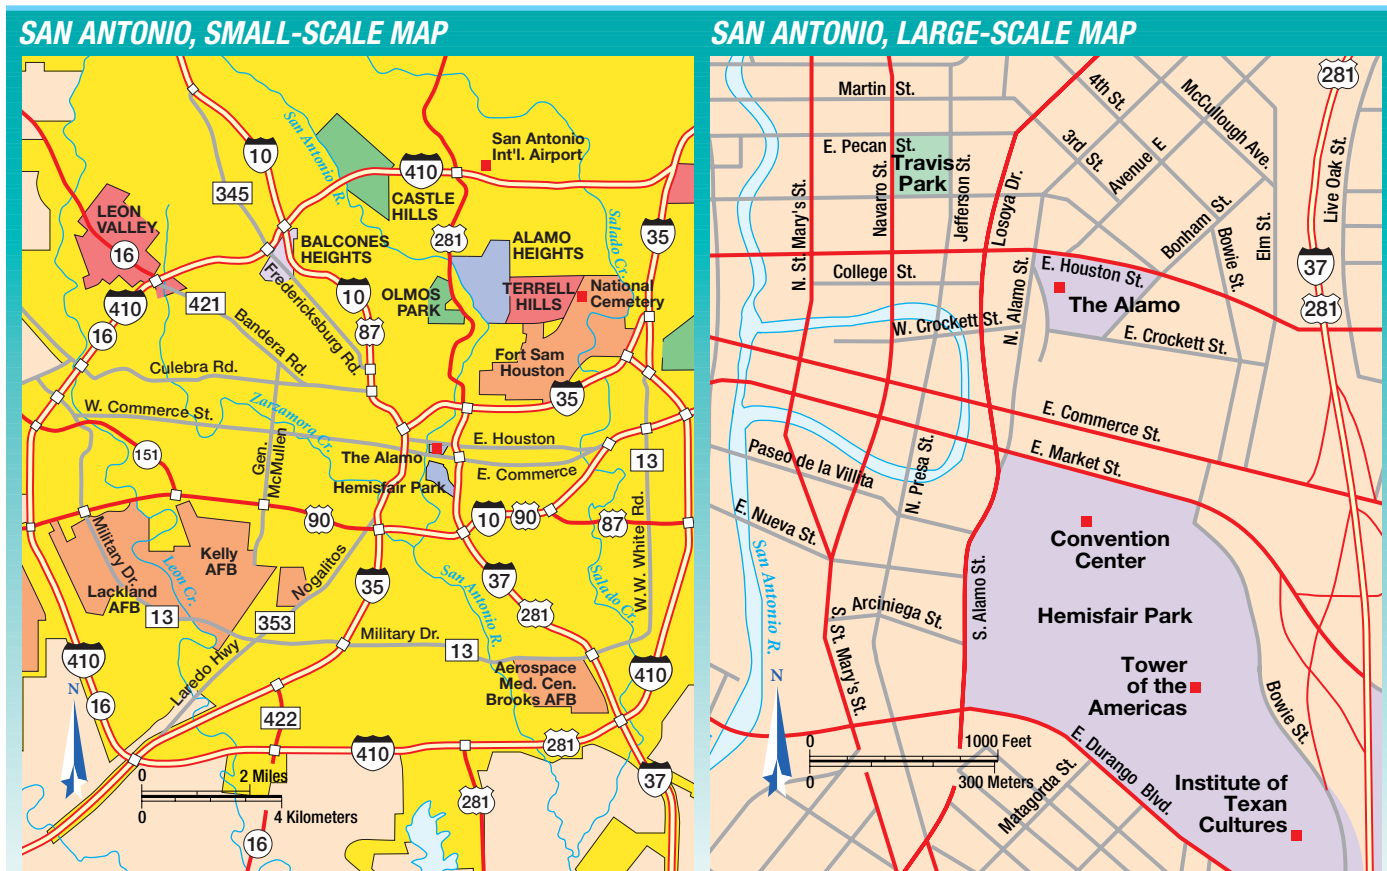 SAN ANTONIO, SMALL-SCALE MAP
San Antonio R.
10
410
San Antonio
Int'l. Airport
345
CASTLE
HILLS
LEON
VALLEY
16
281
35
Salado Cr.
BALCONES
HEIGHTS
ALAMO
HEIGHTS
410
421
Fredericksburg Rd.
10
OLMOS
PARK
TERRELL
HILLS
National
Cemetery
16
Bandera Rd.
87
Culebra Rd.
Fort Sam
Houston
35
W. Commerce St.
Zarzamora Cr.
151
Gen.
McMullen
The Alamo
E. Houston
E. Commerce
13
Hemisfair Park
90
10
90
87
Military Dr.
Kelly
AFB
Leon Cr.
Lackland
AFB
Nogalitos
35
San Antonio R.
37
281
Salado Cr.
W.W. White Rd.
13
353
Military Dr.
13
410
N
16
Laredo Hwy
Aerospace
Med. Cen.
Brooks AFB
410
422
410
281
37
0
2 Miles
0
4 Kilometers
281
16
SAN ANTONIO, LARGE-SCALE MAP
281
Martin St.
4th St.
McCullough Ave.
E. Pecan St.
Travis
Park
3rd St.
Avenue E
Live Oak St.
N. St. Mary's St.
Navarro St.
Jefferson St.
Losoya Dr.
Bonham St.
Bowie St.
Elm St.
College St.
N. Alamo St.
E. Houston St.
The Alamo
37
281
W. Crockett St.
E. Crockett St.
E. Commerce St.
E. Market St.
Paseo de la Villita
N. Presa St.
E. Nueva St.
San Antonio R.
Convention
Center
S. Alamo St.
Arciniega St.
S. St. Mary's St.
Hemisfair Park
Tower
of the
Americas
N
Bowie St.
0
1000 Feet
0
300 Meters
E. Durango Blvd.
Matagorda St.
Institute of
Texan
Cultures